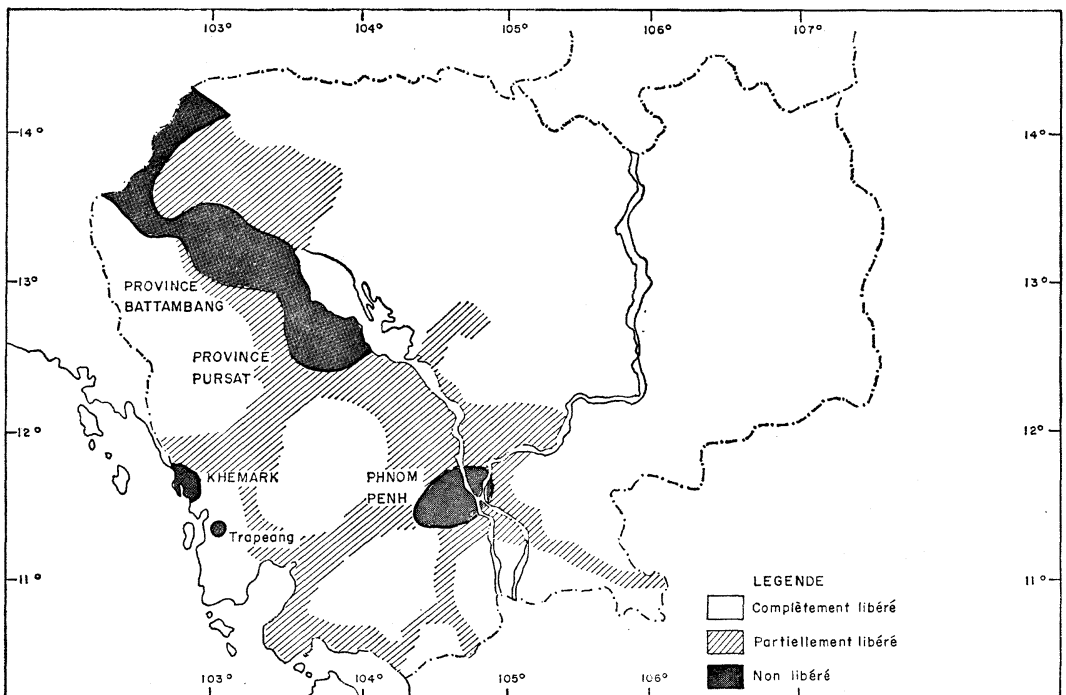 103° 104° 105° 106° 107°
14° 14°
13° 13°
PROVINCE
BATTAMBANG
PROVINCE
PURSAT
12° 12°
KHEMARK
PHNOM
PENH
Trapeang
11° 11°
LEGENDE
Complètement libéré
Partiellement libéré
Non libéré
103° 104° 105° 106°